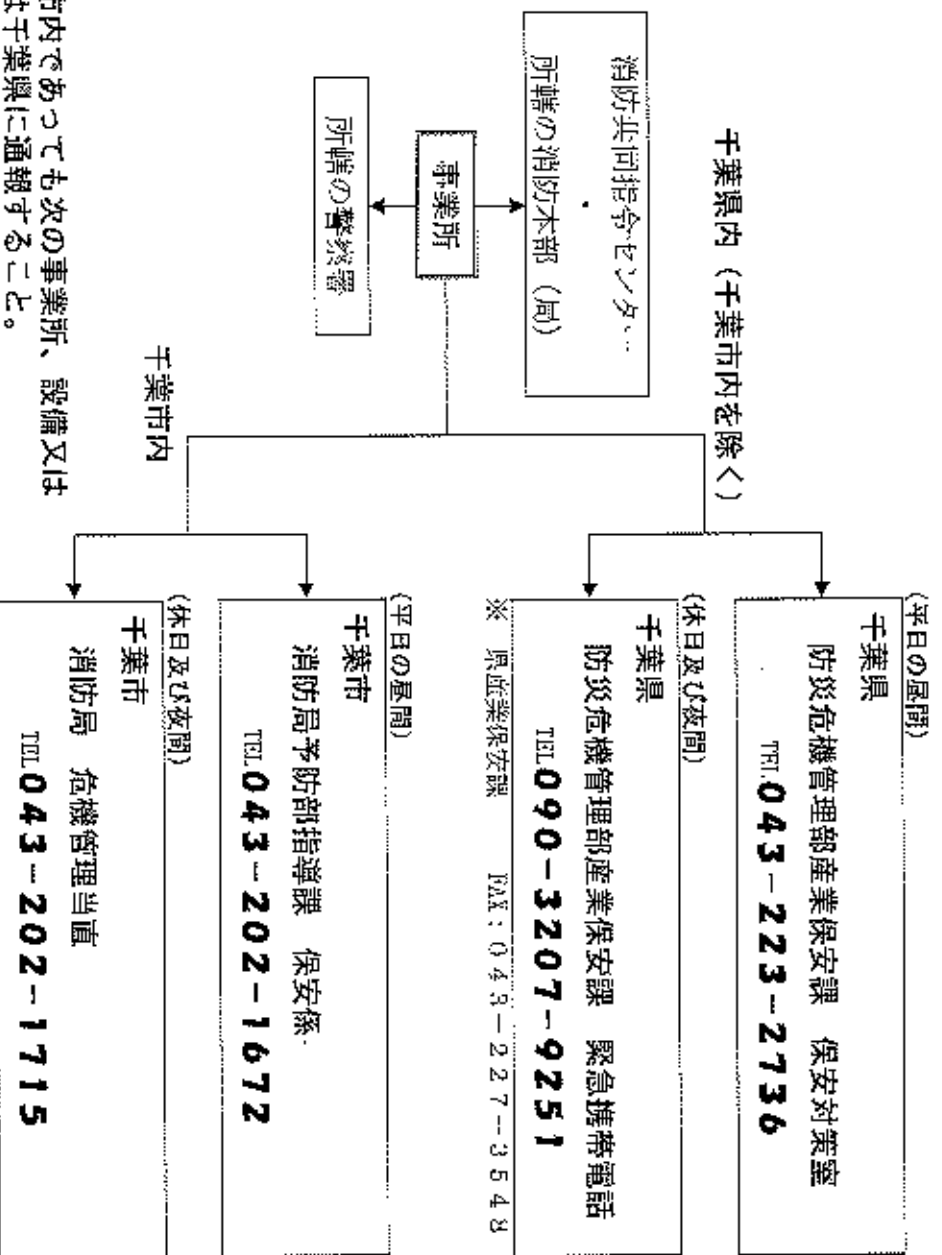 千葉県内（千葉市内を除く）
消防共同指令センター
所轄の消防本部（局）
事業所
所轄の警察署
千葉市内
（平日の昼間）
千葉県
防災危機管理部産業保安課　保安対策室
TEL.043-223-2736
（休日及び夜間）
千葉県
防災危機管理部産業保安課　緊急携帯電話
TEL 090-3207-9251
※　県産業保安課　FAX：043-227-3548
（平日の昼間）
千葉市
消防局予防部指導課　保安係
TEL 043-202-1672
（休日及び夜間）
千葉市
消防局　危機管理当直
TEL 043-202-1715
市内であっても次の事業所、設備又は
は千葉県に通報すること。